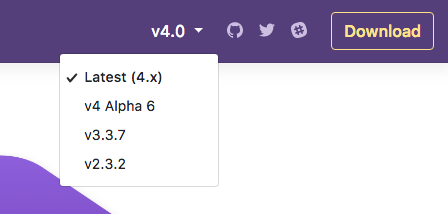 v4.0
Download
Latest (4.x)
v4 Alpha 6
v3.3.7
v2.3.2